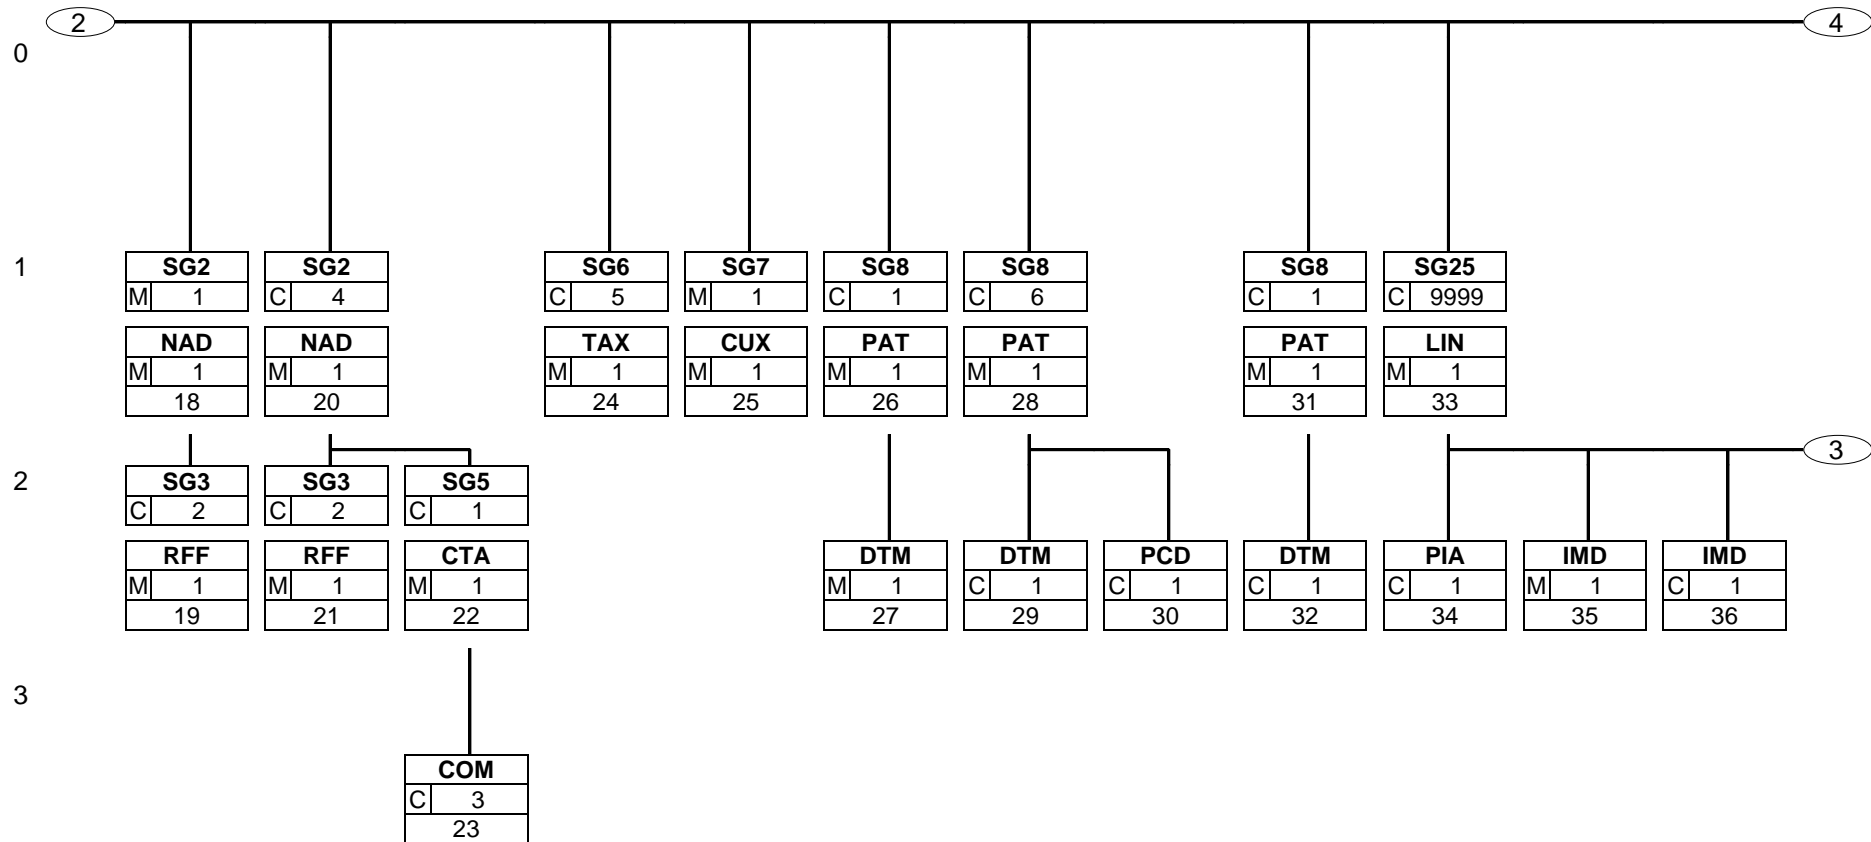 2 4
0
1
SG2 SG2 SG6 SG7 SG8 SG8 SG8 SG25
M 1 C 4 C 5 M 1 C 1 C 6 C 1 C 9999
NAD NAD TAX CUX PAT PAT PAT LIN
M 1 M 1 M 1 M 1 M 1 M 1 M 1 M 1
18 20 24 25 26 28 31 33
3
2
SG3 SG3 SG5
C 2 C 2 C 1
RFF RFF CTA DTM DTM PCD DTM PIA IMD IMD
M 1 M 1 M 1 M 1 C 1 C 1 C 1 C 1 M 1 C 1
19 21 22 27 29 30 32 34 35 36
3
COM
C 3
23